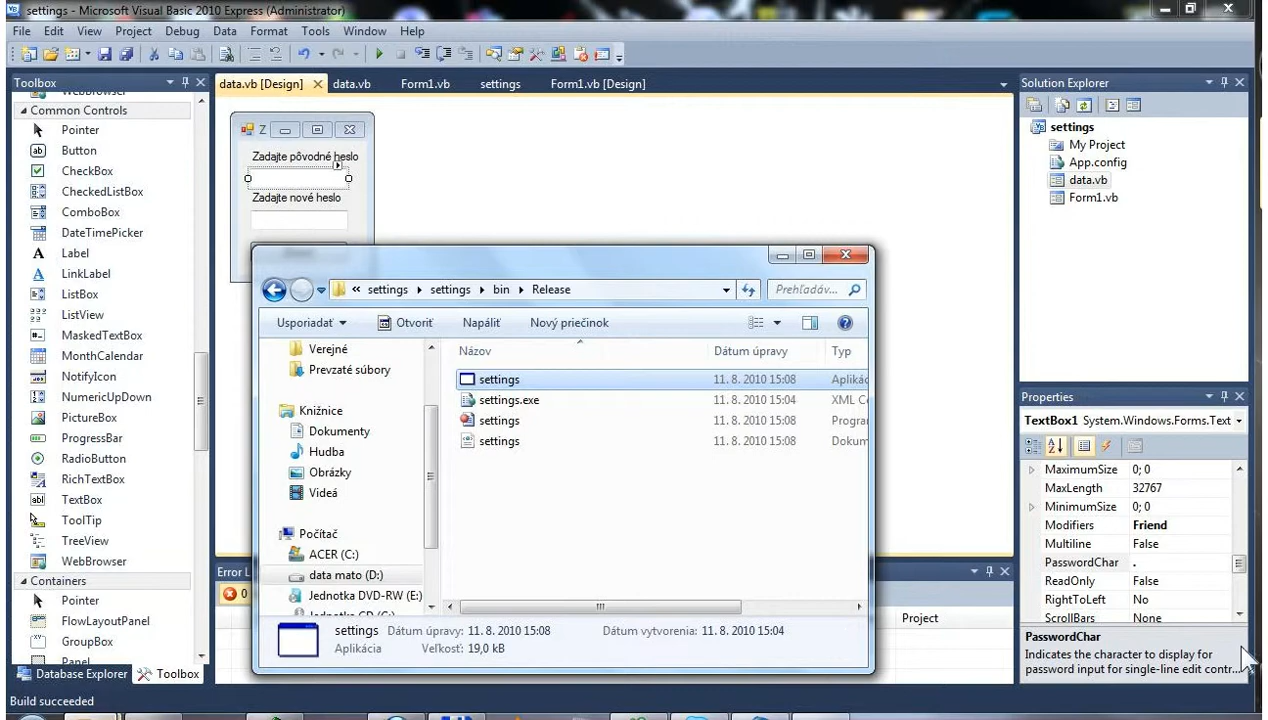 settings - Microsoft Visual Basic 2010 Express (Administrator)
File Edit View Project Debug Data Format Tools Window Help
Toolbox
WebBrowser
Common Controls
Pointer
Button
CheckBox
CheckedListBox
ComboBox
DateTimePicker
Label
LinkLabel
ListBox
ListView
MaskedTextBox
MonthCalendar
NotifyIcon
NumericUpDown
PictureBox
ProgressBar
RadioButton
RichTextBox
TextBox
ToolTip
TreeView
WebBrowser
Containers
Pointer
FlowLayoutPanel
GroupBox
Panel
Database Explorer Toolbox
Build succeeded
data.vb [Design] data.vb Form1.vb settings Form1.vb [Design]
Z
Zadajte pôvodné heslo
Zadajte nové heslo
« settings settings bin Release
Prehľadáv...
Usporiadať Otvoriť Napáliť Nový priečinok
Verejné
Prevzaté súbory
Knižnice
Dokumenty
Hudba
Obrázky
Videá
Počítač
ACER (C:)
data mato (D:)
Jednotka DVD-RW (E:)
Jednotka CD (G:)
Názov Dátum úpravy Typ
settings 11. 8. 2010 15:08 Aplikác
settings.exe 11. 8. 2010 15:04 XML Co
settings 11. 8. 2010 15:08 Progra
settings 11. 8. 2010 15:08 Dokum
settings Dátum úpravy: 11. 8. 2010 15:08 Dátum vytvorenia: 11. 8. 2010 15:04
Aplikácia Veľkosť: 19,0 kB
Error L
0
Project
Solution Explorer
settings
My Project
App.config
data.vb
Form1.vb
Properties
TextBox1 System.Windows.Forms.Text
MaximumSize 0; 0
MaxLength 32767
MinimumSize 0; 0
Modifiers Friend
Multiline False
PasswordChar .
ReadOnly False
RightToLeft No
ScrollBars None
PasswordChar
Indicates the character to display for
password input for single-line edit contr...